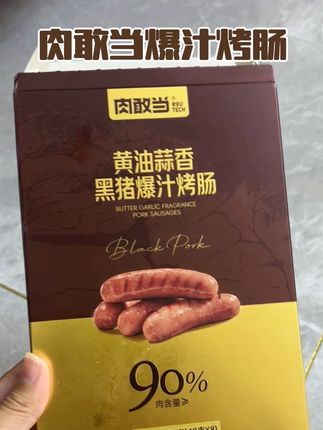 肉敢当爆汁烤肠
肉敢当
REU
TECH
黄油蒜香
黑猪爆汁烤肠
BUTTER GARLIC FRAGRANCE
PORK SAUSAGES
Black Pork
90%
肉含量≥